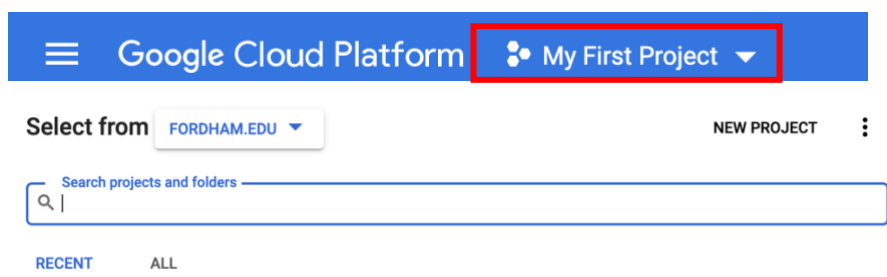 Google Cloud Platform My First Project
Select from FORDHAM.EDU NEW PROJECT
Search projects and folders
RECENT ALL